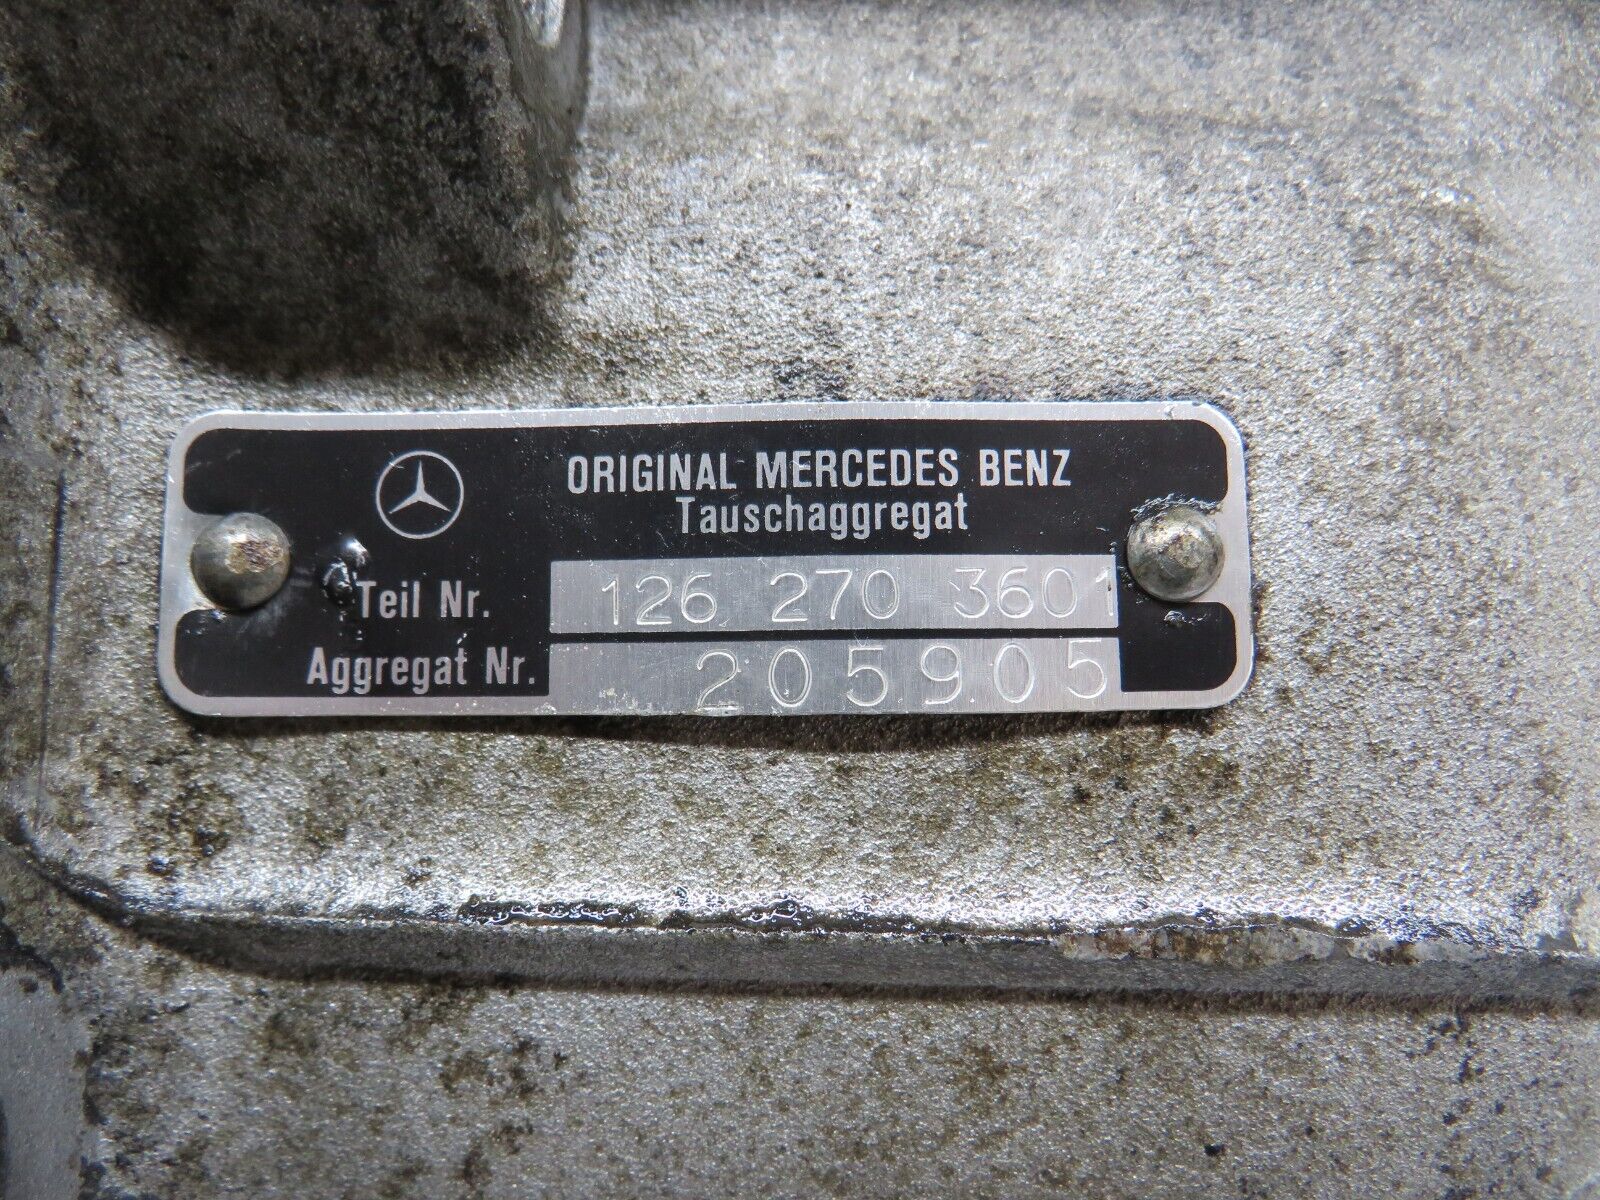 ORIGINAL MERCEDES BENZ
Tauschaggregat
Teil Nr. 126 270 3601
Aggregat Nr. 205905